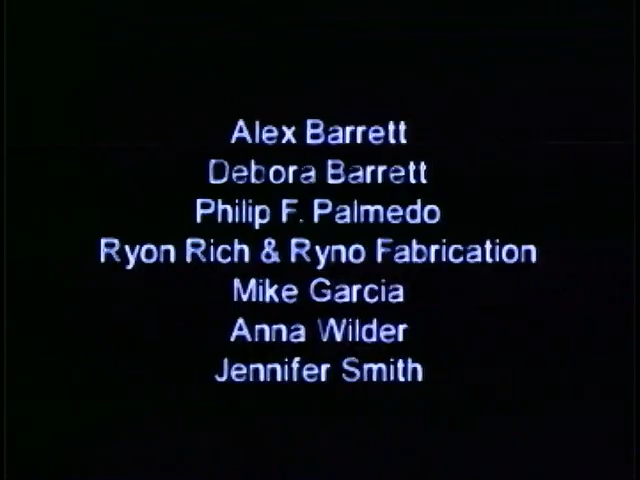 Alex Barrett
Debora Barrett
Philip F. Palmedo
Ryon Rich & Ryno Fabrication
Mike Garcia
Anna Wilder
Jennifer Smith